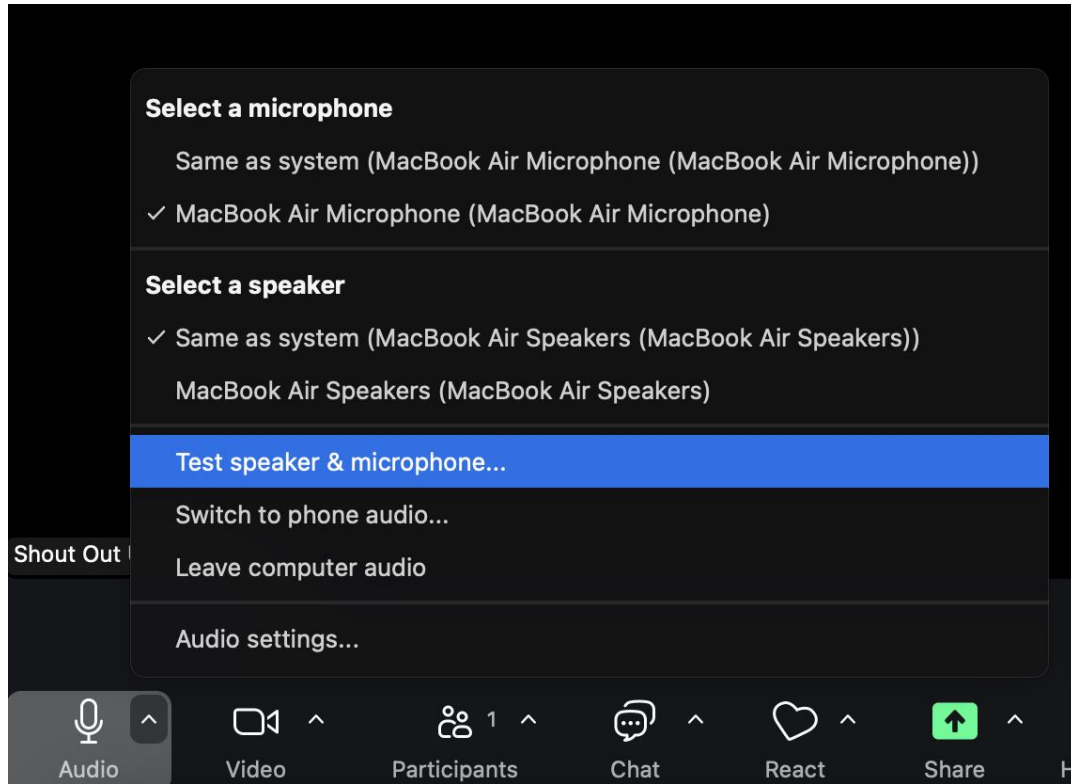 Select a microphone
Same as system (MacBook Air Microphone (MacBook Air Microphone))
✓ MacBook Air Microphone (MacBook Air Microphone)
Select a speaker
✓ Same as system (MacBook Air Speakers (MacBook Air Speakers))
MacBook Air Speakers (MacBook Air Speakers)
Test speaker & microphone...
Switch to phone audio...
Shout Out
Leave computer audio
Audio settings...
1
Audio Video Participants Chat React Share